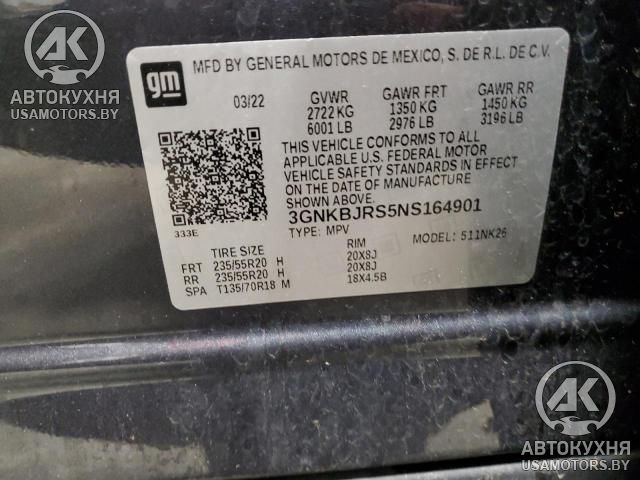 AK
АВТОКУХНЯ
USAMOTORS.BY
gm
MFD BY GENERAL MOTORS DE MEXICO, S. DE R.L. DE C.V.
03/22 GVWR GAWR FRT GAWR RR
2722 KG 1350 KG 1450 KG
6001 LB 2976 LB 3196 LB
THIS VEHICLE CONFORMS TO ALL
APPLICABLE U.S. FEDERAL MOTOR
VEHICLE SAFETY STANDARDS IN EFFECT
ON THE DATE OF MANUFACTURE
SHOWN ABOVE.
333E
3GNKBJRS5NS164901
TYPE: MPV MODEL: 511NK26
TIRE SIZE RIM
FRT 235/55R20 H 20X8J
RR 235/55R20 H 20X8J
SPA T135/70R18 M 18X4.5B
AK
АВТОКУХНЯ
USAMOTORS.BY